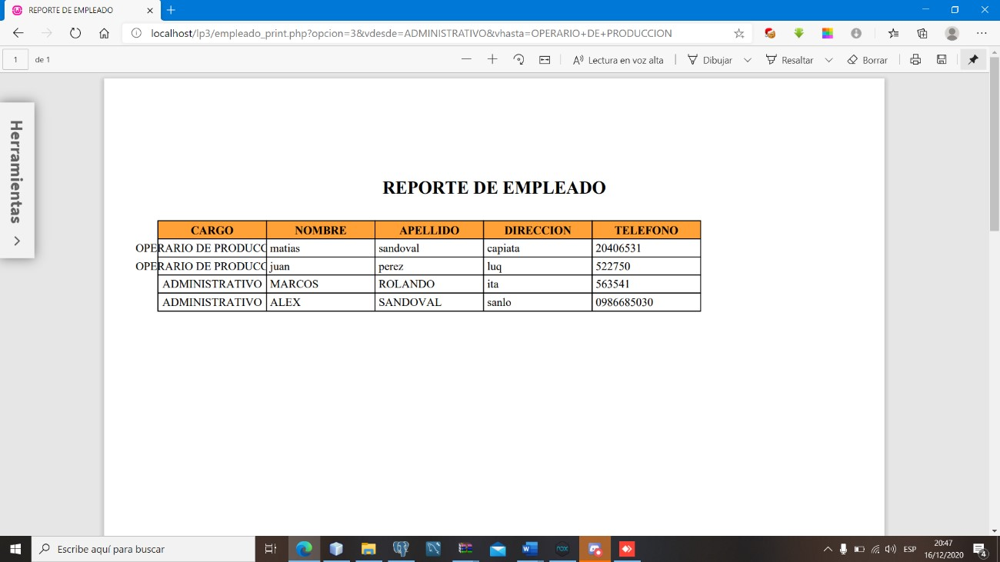 REPORTE DE EMPLEADO
localhost/lp3/empleado_print.php?opcion=3&vdesde=ADMINISTRATIVO&vhasta=OPERARIO+DE+PRODUCCION
1 de 1 Lectura en voz alta Dibujar Resaltar Borrar
Herramientas
REPORTE DE EMPLEADO
CARGO NOMBRE APELLIDO DIRECCION TELEFONO
OPERARIO DE PRODUCC matias sandoval capiata 20406531
OPERARIO DE PRODUCC juan perez luq 522750
ADMINISTRATIVO MARCOS ROLANDO ita 563541
ADMINISTRATIVO ALEX SANDOVAL sanlo 0986685030
Escribe aquí para buscar nox ESP 20:47
16/12/2020 4